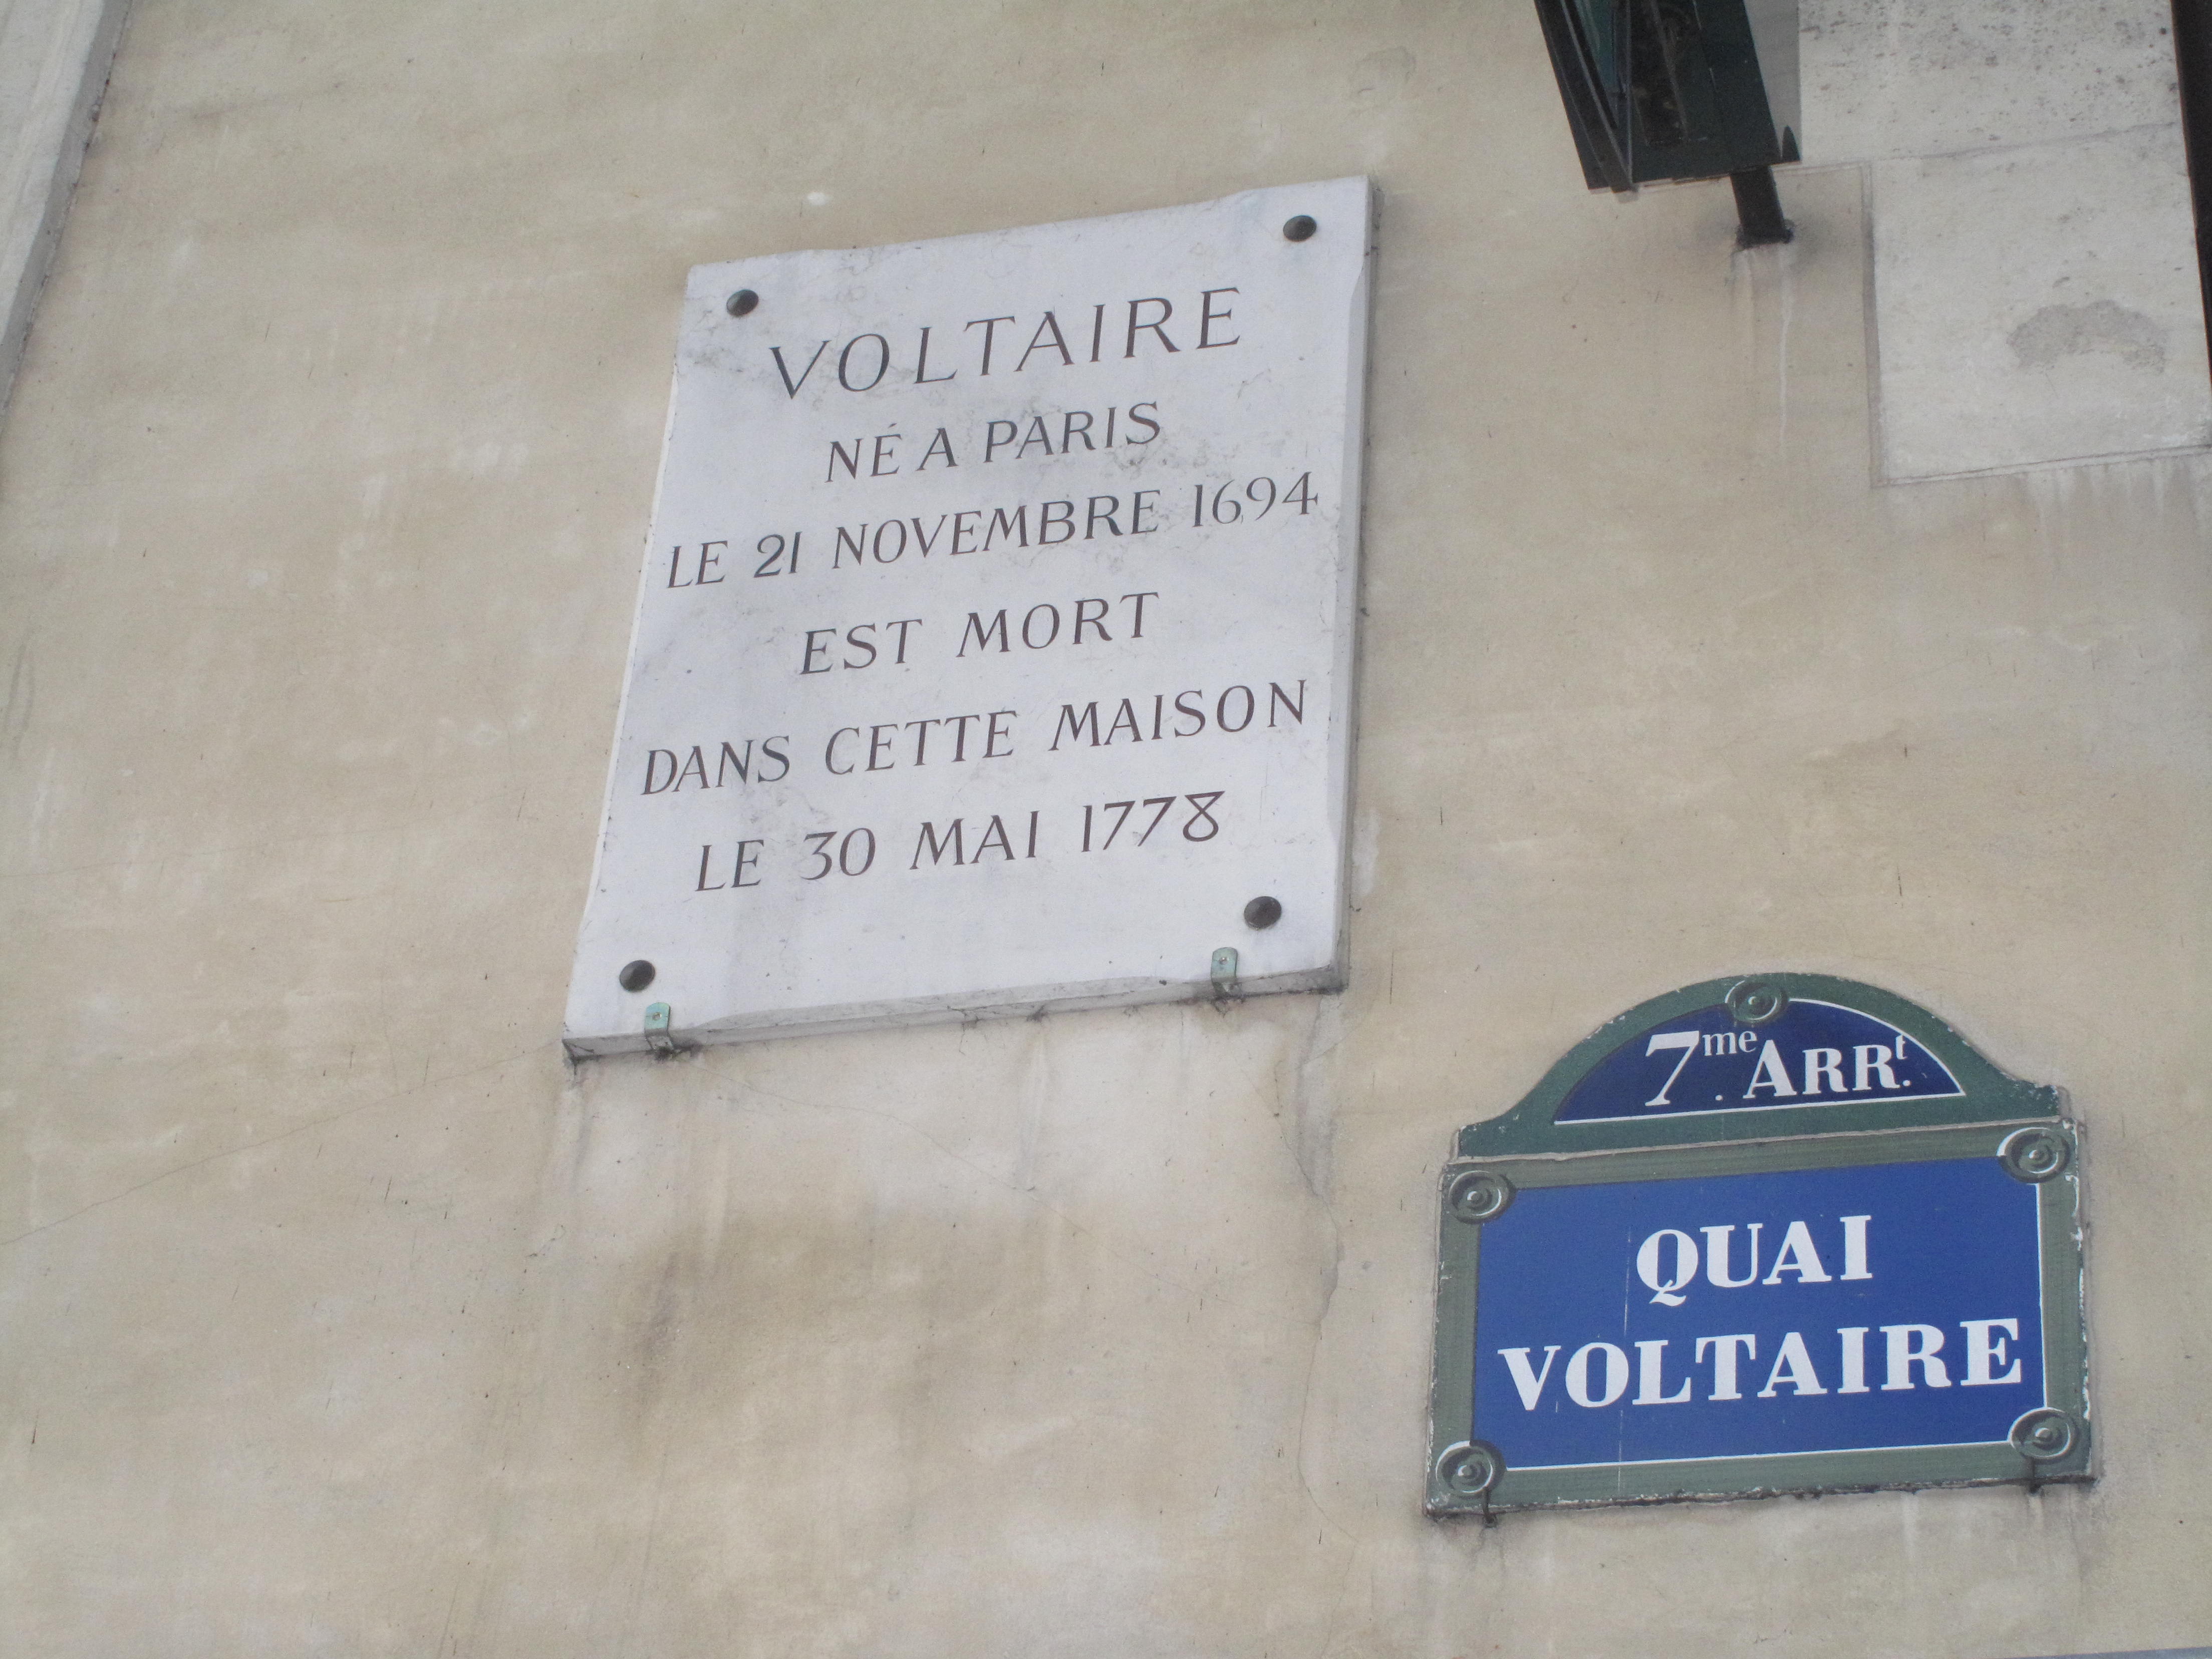 VOLTAIRE
NÉ A PARIS
LE 21 NOVEMBRE 1694
EST MORT
DANS CETTE MAISON
LE 30 MAI 1778
7me. ARRt.
QUAI
VOLTAIRE